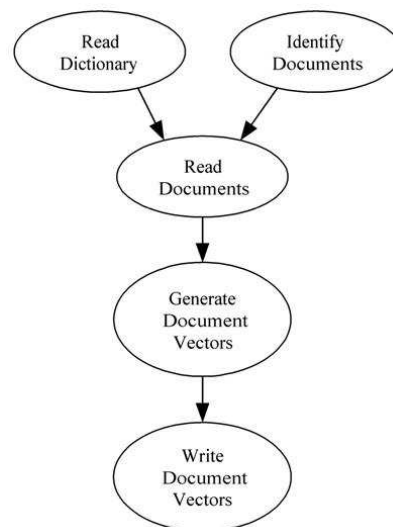 Read
Dictionary
Identify
Documents
Read
Documents
Generate
Document
Vectors
Write
Document
Vectors